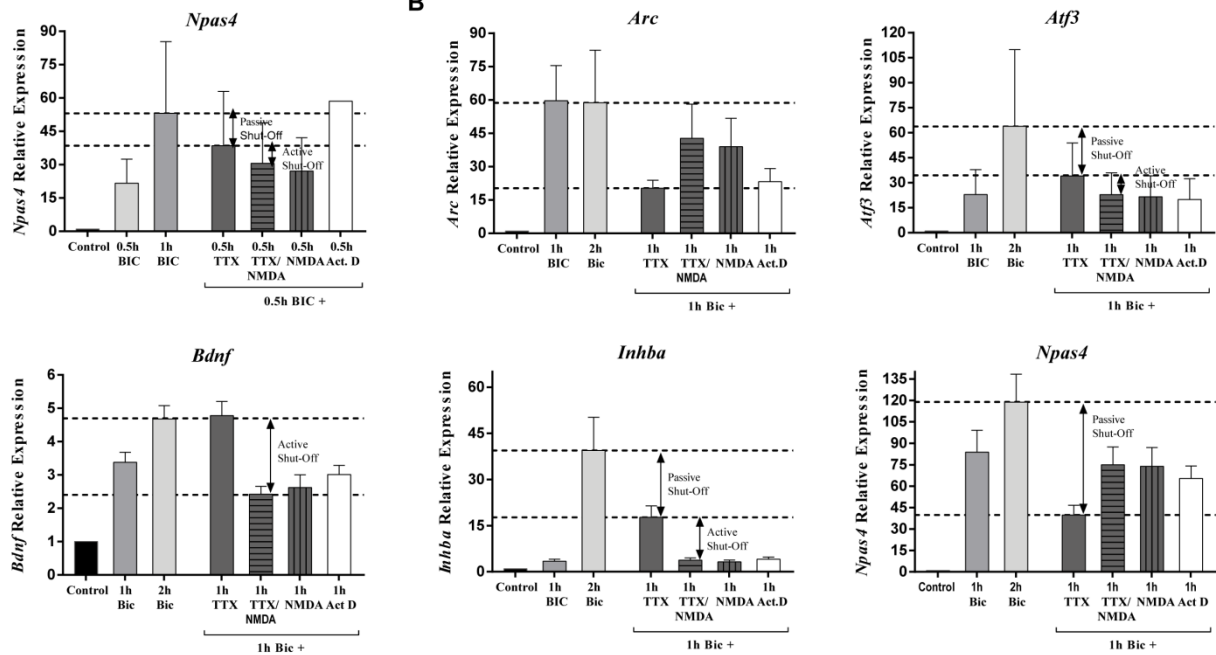 B
Npas4
Npas4 Relative Expression
90
75
60
45
30
15
0
Passive
Shut-Off
Active
Shut-Off
Control 0.5h BIC 1h BIC 0.5h TTX 0.5h TTX/ NMDA 0.5h NMDA 0.5h Act. D
0.5h BIC +
Arc
Arc Relative Expression
90
60
30
0
Control 1h BIC 2h Bic 1h TTX 1h TTX/ NMDA 1h NMDA 1h Act.D
1h Bic +
Atf3
Atf3 Relative Expression
120
105
90
75
60
45
30
15
0
Passive
Shut-Off
Active
Shut-Off
Control 1h BIC 2h Bic 1h TTX 1h TTX/ NMDA 1h NMDA 1h Act.D
1h Bic +
Bdnf
Bdnf Relative Expression
6
5
4
3
2
1
0
Active
Shut-Off
Control 1h Bic 2h Bic 1h TTX 1h TTX/ NMDA 1h NMDA 1h Act D
1h Bic +
Inhba
Inhba Relative Expression
60
45
30
15
0
Passive
Shut-Off
Active
Shut-Off
Control 1h BIC 2h Bic 1h TTX 1h TTX/ NMDA 1h NMDA 1h Act.D
1h Bic +
Npas4
Npas4 Relative Expression
135
120
105
90
75
60
45
30
15
0
Passive
Shut-Off
Control 1h Bic 2h Bic 1h TTX 1h TTX/ NMDA 1h NMDA 1h Act D
1h Bic +